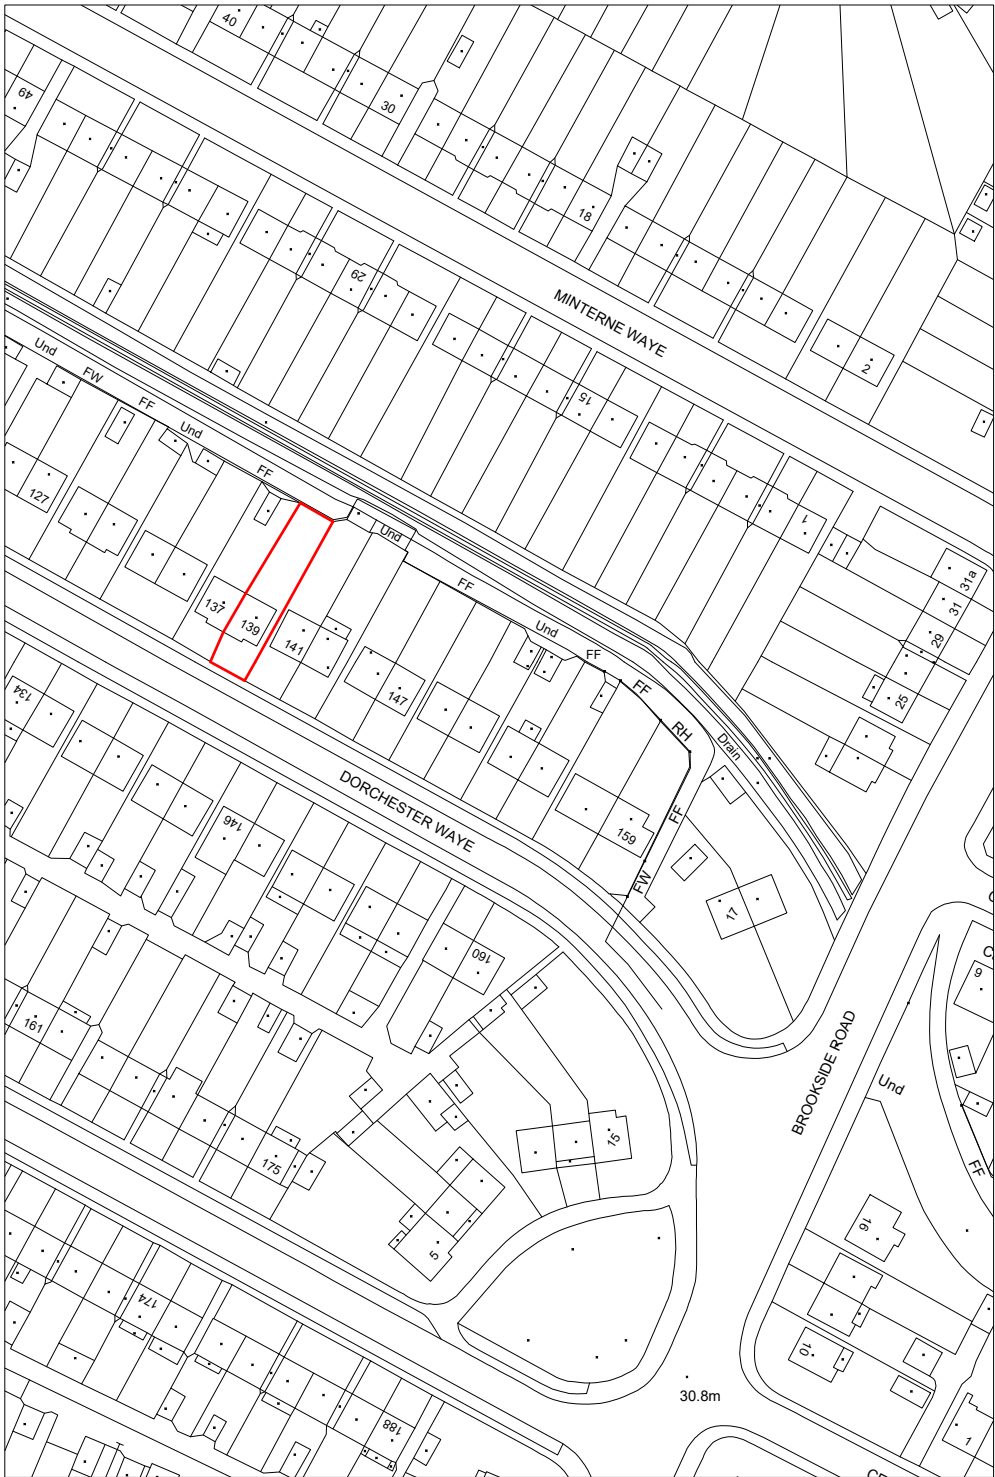 40
49
30
18
29
MINTERNE WAYE
2
Und
FW
FF
Und
15
FF
127
Und
1
FF
31a
137
139
31
Und
141
29
FF
147
FF
25
134
RH
Drain
DORCHESTER WAYE
146
159
FF
FW
17
160
9
161
BROOKSIDE ROAD
Und
15
175
FF
5
16
174
10
30.8m
188
1